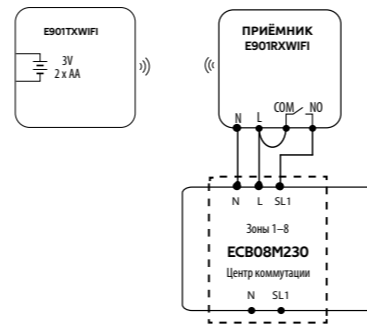 E901TXWIFI
3V
2 x AA
ПРИЁМНИК
E901RXWIFI
COM NO
N L
N L SL1
Зоны 1–8
ECB08M230
Центр коммутации
N SL1